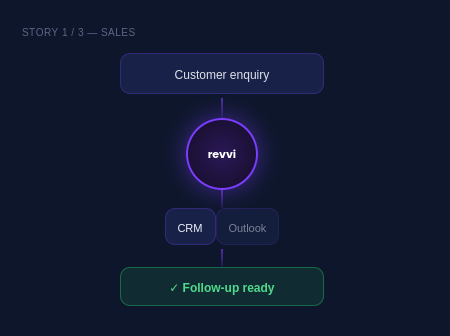 STORY 1 / 3 — SALES
Customer enquiry
revvi
CRM
Outlook
✓ Follow-up ready